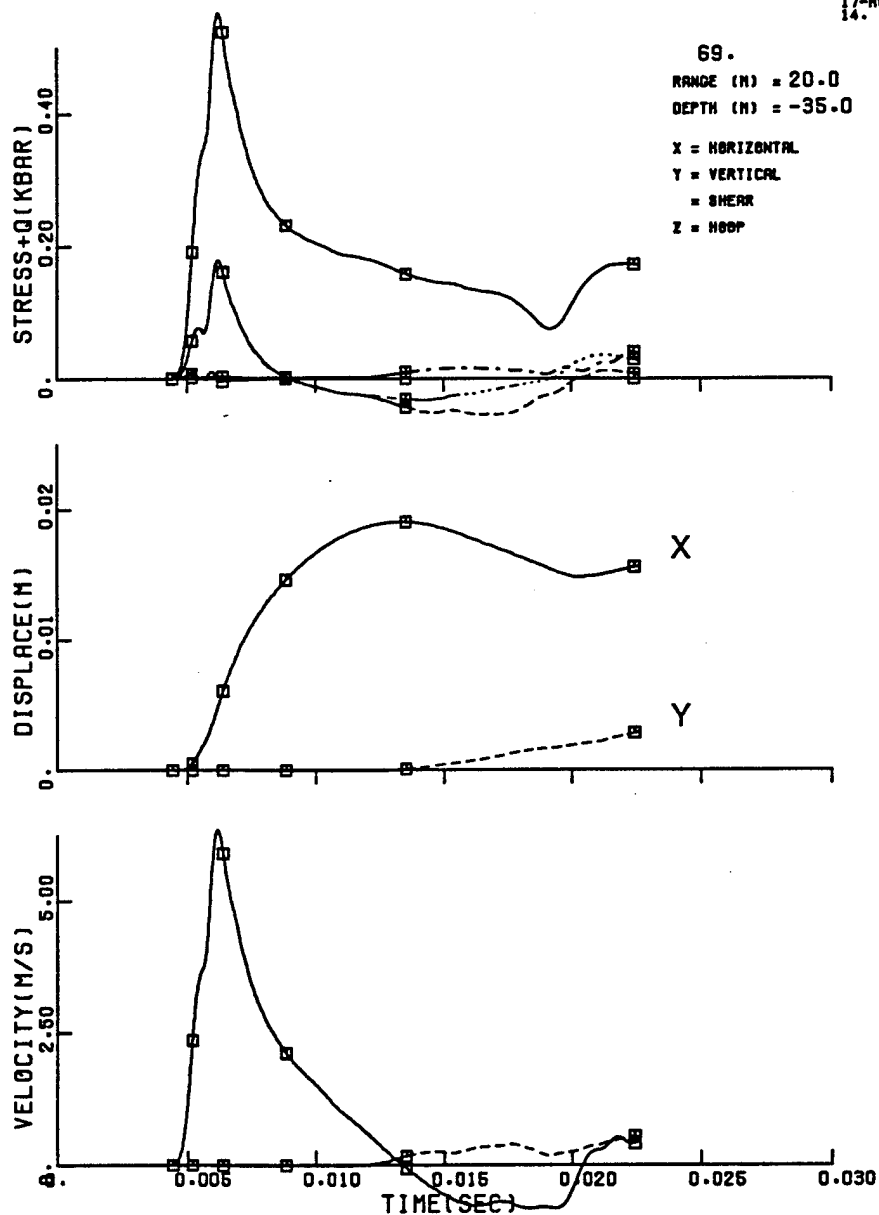 14.
69.
RANGE (M) = 20.0
DEPTH (M) = -35.0
X = HORIZONTAL
Y = VERTICAL
= SHEAR
Z = HOOP
STRESS+Q(KBAR)
0.40
0.20
0.
DISPLACE(M)
0.02
0.01
0.
X
Y
VELOCITY(M/S)
5.00
2.50
0.
0.005
0.010
0.015
0.020
0.025
0.030
TIME(SEC)